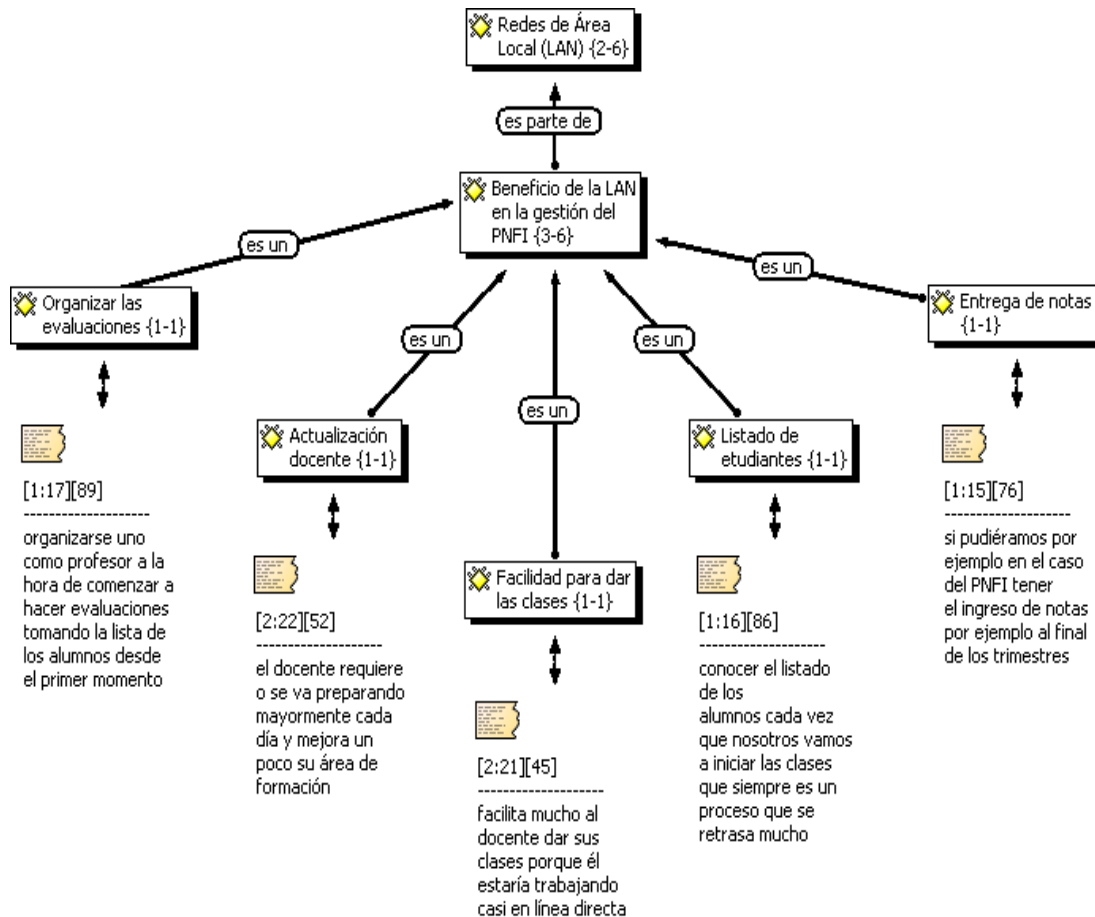 Redes de Área
Local (LAN) {2-6}
es parte de
Beneficio de la LAN
en la gestión del
PNFI {3-6}
es un
es un
es un
es un
es un
Organizar las
evaluaciones {1-1}
[1:17][89]
--------------------
organizarse uno
como profesor a la
hora de comenzar a
hacer evaluaciones
tomando la lista de
los alumnos desde
el primer momento
Actualización
docente {1-1}
[2:22][52]
--------------------
el docente requiere
o se va preparando
mayormente cada
día y mejora un
poco su área de
formación
Facilidad para dar
las clases {1-1}
[2:21][45]
--------------------
facilita mucho al
docente dar sus
clases porque él
estaría trabajando
casi en línea directa
Listado de
etudiantes {1-1}
[1:16][86]
--------------------
conocer el listado
de los
alumnos cada vez
que nosotros vamos
a iniciar las clases
que siempre es un
proceso que se
retrasa mucho
Entrega de notas
{1-1}
[1:15][76]
--------------------
si pudiéramos por
ejemplo en el caso
del PNFI tener
el ingreso de notas
por ejemplo al final
de los trimestres